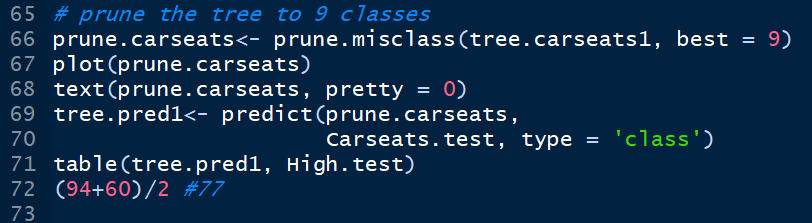 65 # prune the tree to 9 classes
66 prune.carseats<- prune.misclass(tree.carseats1, best = 9)
67 plot(prune.carseats)
68 text(prune.carseats, pretty = 0)
69 tree.pred1<- predict(prune.carseats,
70 Carseats.test, type = 'class')
71 table(tree.pred1, High.test)
72 (94+60)/2 #77
73